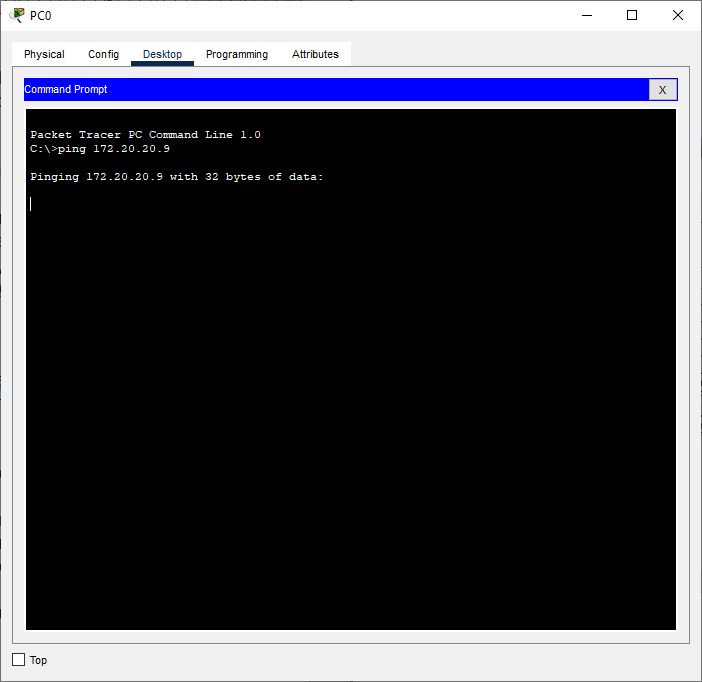 PC0
Physical Config Desktop Programming Attributes
Command Prompt X
Packet Tracer PC Command Line 1.0
C:\>ping 172.20.20.9
Pinging 172.20.20.9 with 32 bytes of data:
Top